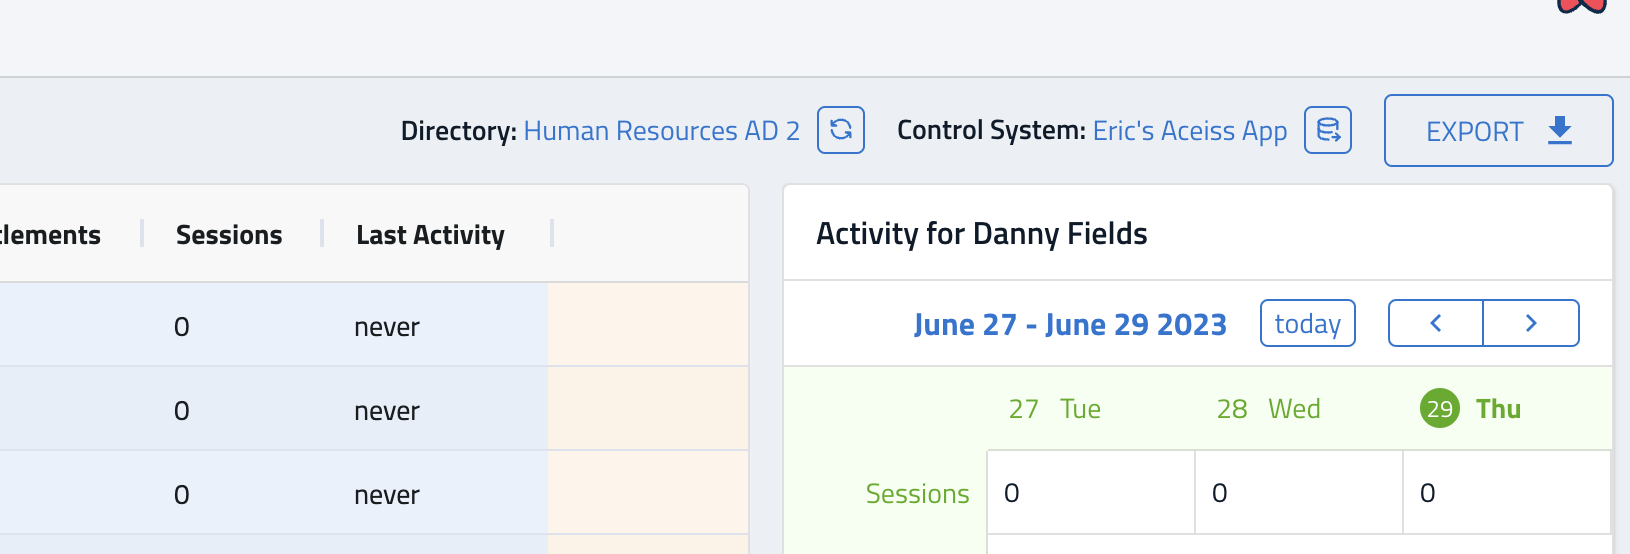 Directory: Human Resources AD 2 Control System: Eric's Aceiss App EXPORT
Sessions Last Activity
Activity for Danny Fields
June 27 - June 29 2023 today
27 Tue 28 Wed 29 Thu
0 never
0 never
0 never
Sessions 0 0 0